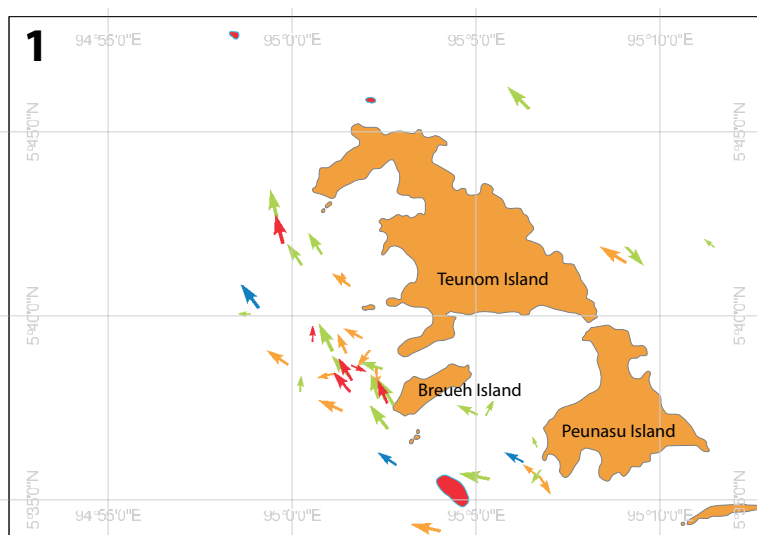 1
94°55'0"E
95°0'0"E
95°5'0"E
95°10'0"E
5°45'0"N
5°45'0"N
Teunom Island
5°40'0"N
5°40'0"N
Breueh Island
Peunasu Island
5°35'0"N
5°35'0"N
94°55'0"E
95°0'0"E
95°5'0"E
95°10'0"E